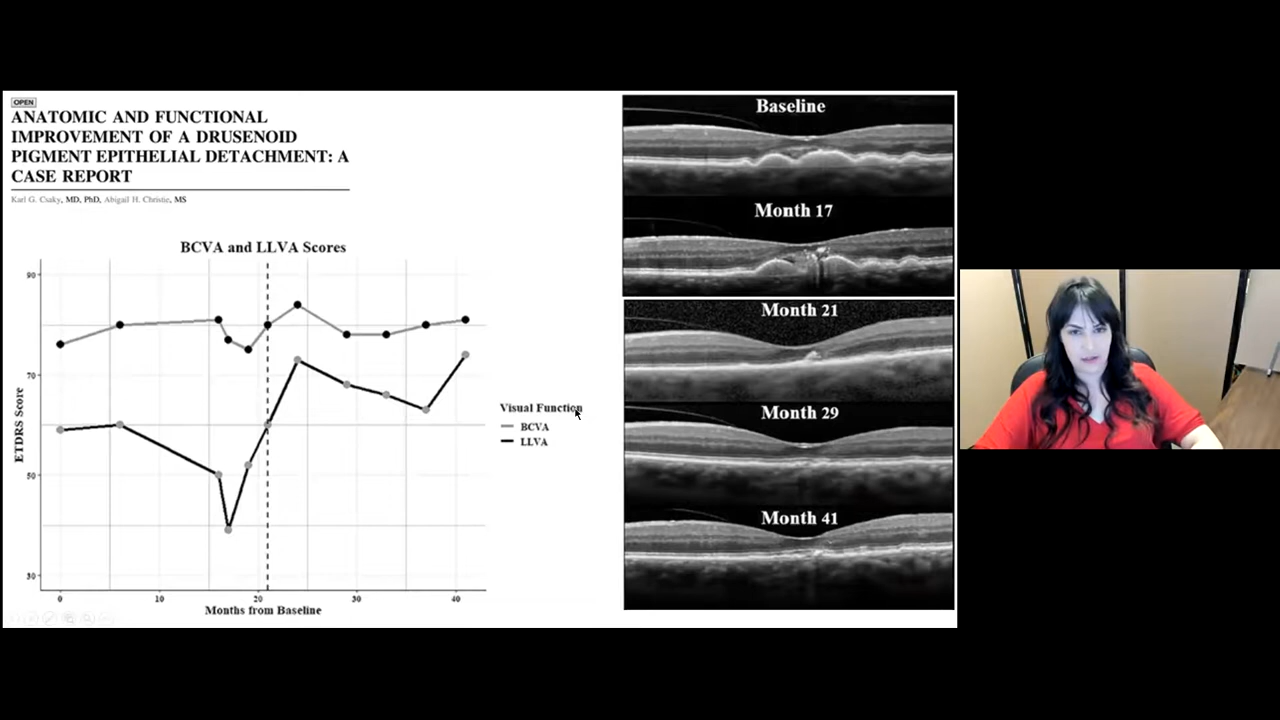 OPEN
ANATOMIC AND FUNCTIONAL
IMPROVEMENT OF A DRUSENOID
PIGMENT EPITHELIAL DETACHMENT: A
CASE REPORT
Karl G. Csaky, MD, PhD, Abigail H. Christie, MS
BCVA and LLVA Scores
90
70
50
30
ETDRS Score
0 10 20 30 40
Months from Baseline
Visual Function
BCVA
LLVA
Baseline
Month 17
Month 21
Month 29
Month 41